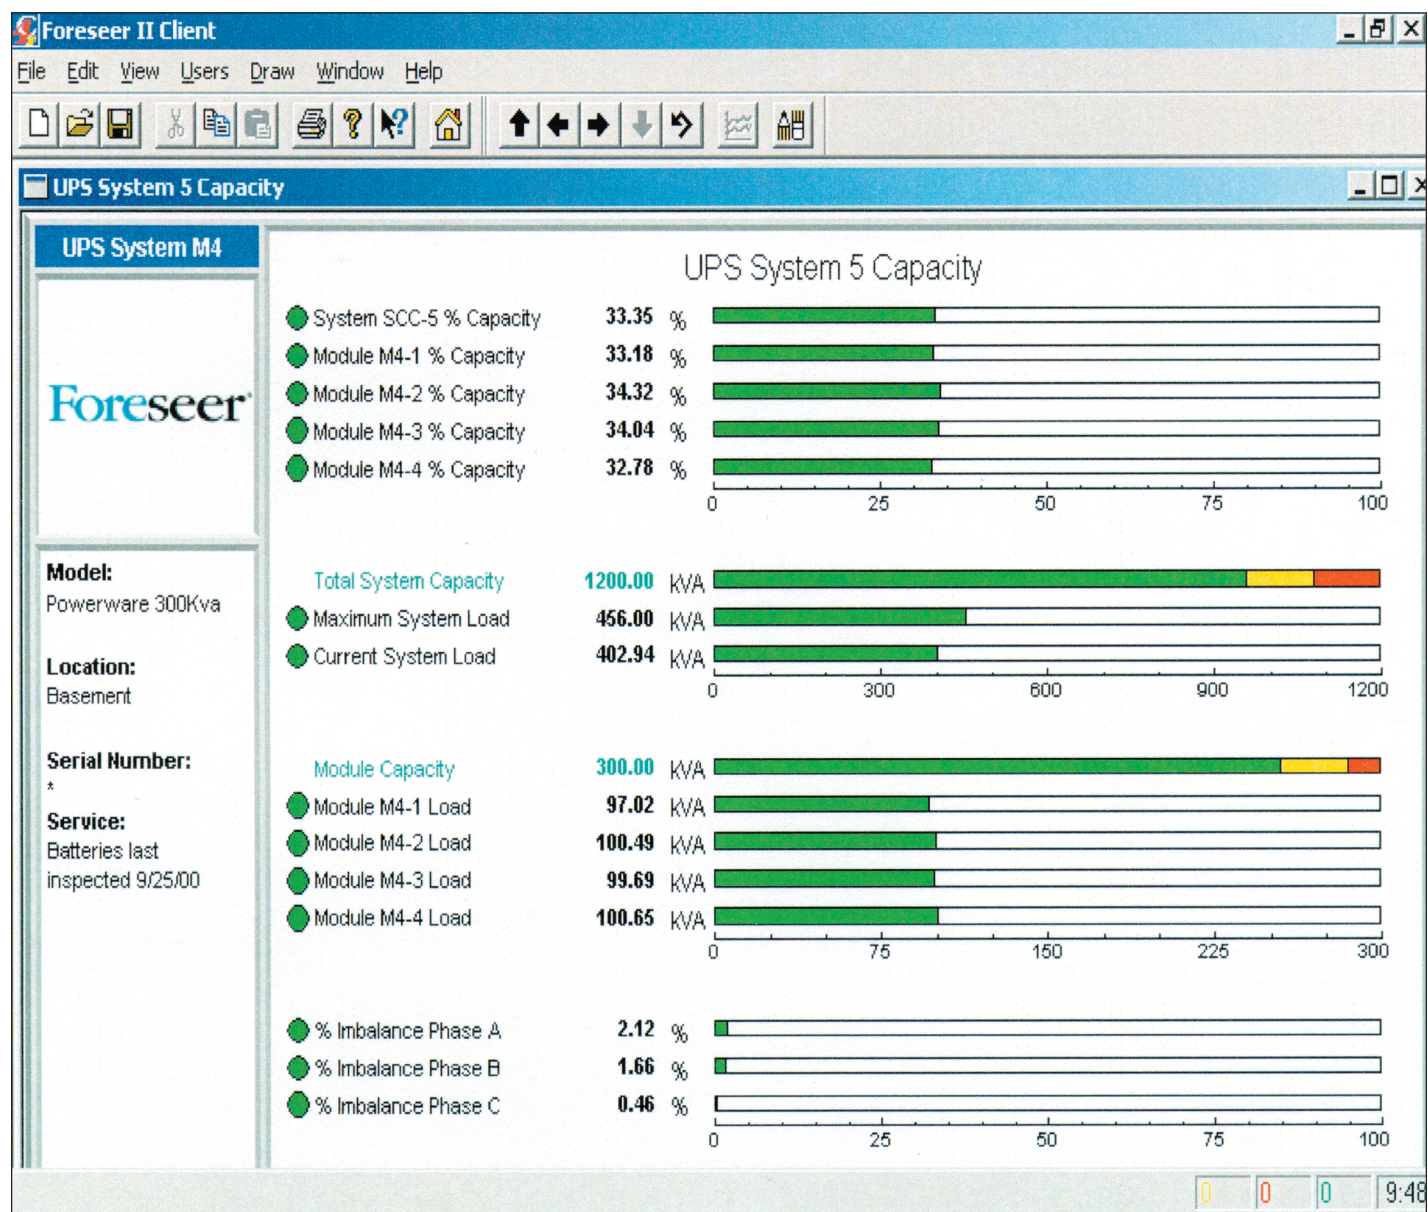 Foreseer II Client
File Edit View Users Draw Window Help
UPS System 5 Capacity
UPS System M4
Foreseer
Model:
Powerware 300Kva
Location:
Basement
Serial Number:
*
Service:
Batteries last
inspected 9/25/00
UPS System 5 Capacity
System SCC-5 % Capacity 33.35 %
Module M4-1 % Capacity 33.18 %
Module M4-2 % Capacity 34.32 %
Module M4-3 % Capacity 34.04 %
Module M4-4 % Capacity 32.78 %
0 25 50 75 100
Total System Capacity 1200.00 KVA
Maximum System Load 456.00 KVA
Current System Load 402.94 KVA
0 300 600 900 1200
Module Capacity 300.00 KVA
Module M4-1 Load 97.02 KVA
Module M4-2 Load 100.49 KVA
Module M4-3 Load 99.69 KVA
Module M4-4 Load 100.65 KVA
0 75 150 225 300
% Imbalance Phase A 2.12 %
% Imbalance Phase B 1.66 %
% Imbalance Phase C 0.46 %
0 25 50 75 100
0 0 0 9:48